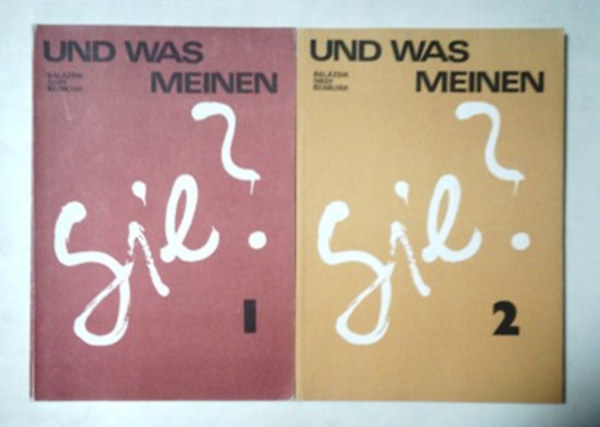 UND WAS
MEINEN
Sie?
1
UND WAS
MEINEN
Sie?
2